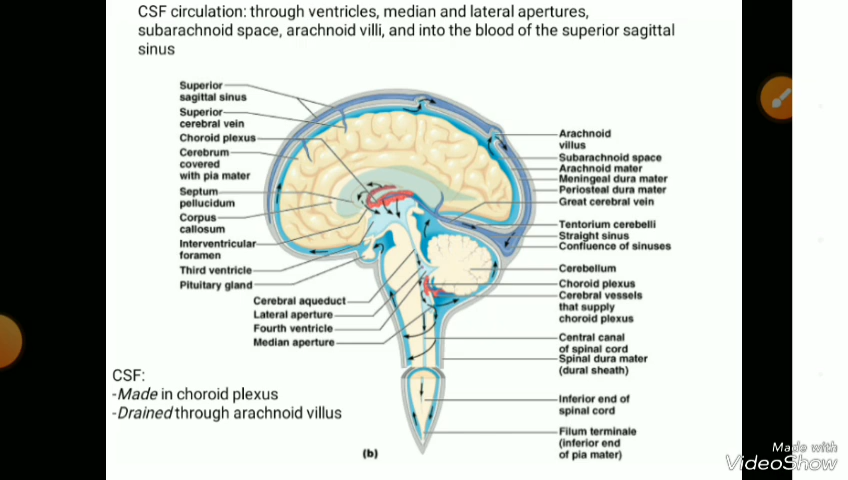 CSF circulation: through ventricles, median and lateral apertures,
subarachnoid space, arachnoid villi, and into the blood of the superior sagittal
sinus
Superior
sagittal sinus
Superior
cerebral vein
Choroid plexus
Cerebrum
covered
with pia mater
Septum
pellucidum
Corpus
callosum
Interventricular
foramen
Third ventricle
Pituitary gland
Cerebral aqueduct
Lateral aperture
Fourth ventricle
Median aperture
Arachnoid
villus
Subarachnoid space
Arachnoid mater
Meningeal dura mater
Periosteal dura mater
Great cerebral vein
Tentorium cerebelli
Straight sinus
Confluence of sinuses
Cerebellum
Choroid plexus
Cerebral vessels
that supply
choroid plexus
Central canal
of spinal cord
Spinal dura mater
(dural sheath)
Inferior end of
spinal cord
Filum terminale
(inferior end
of pia mater)
CSF:
-Made in choroid plexus
-Drained through arachnoid villus
(b)
Made with
VideoShow